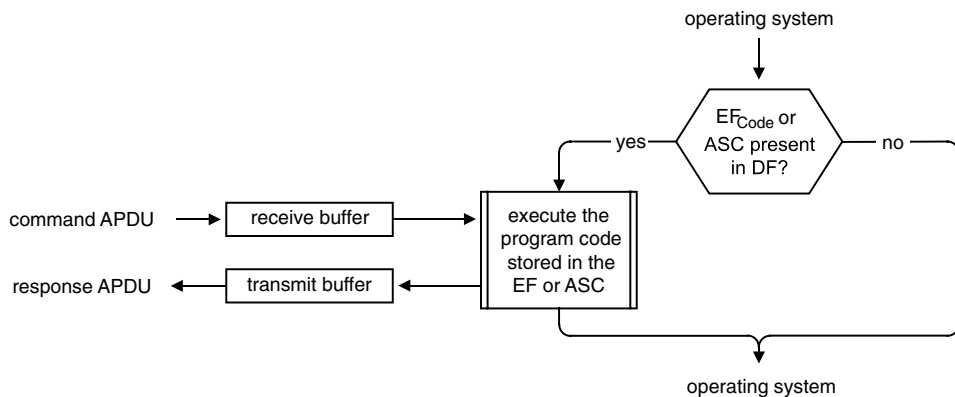 operating system
EFCode or
ASC present
in DF?
yes
no
command APDU
receive buffer
execute the
program code
stored in the
EF or ASC
response APDU
transmit buffer
operating system